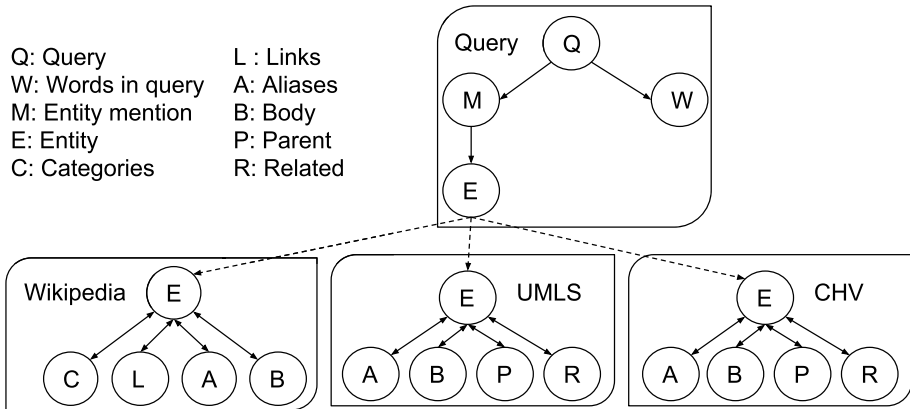 Q: Query
W: Words in query
M: Entity mention
E: Entity
C: Categories
L : Links
A: Aliases
B: Body
P: Parent
R: Related
Query
Q
M
W
E
Wikipedia
E
C L A B
E
UMLS
A B P R
E
CHV
A B P R